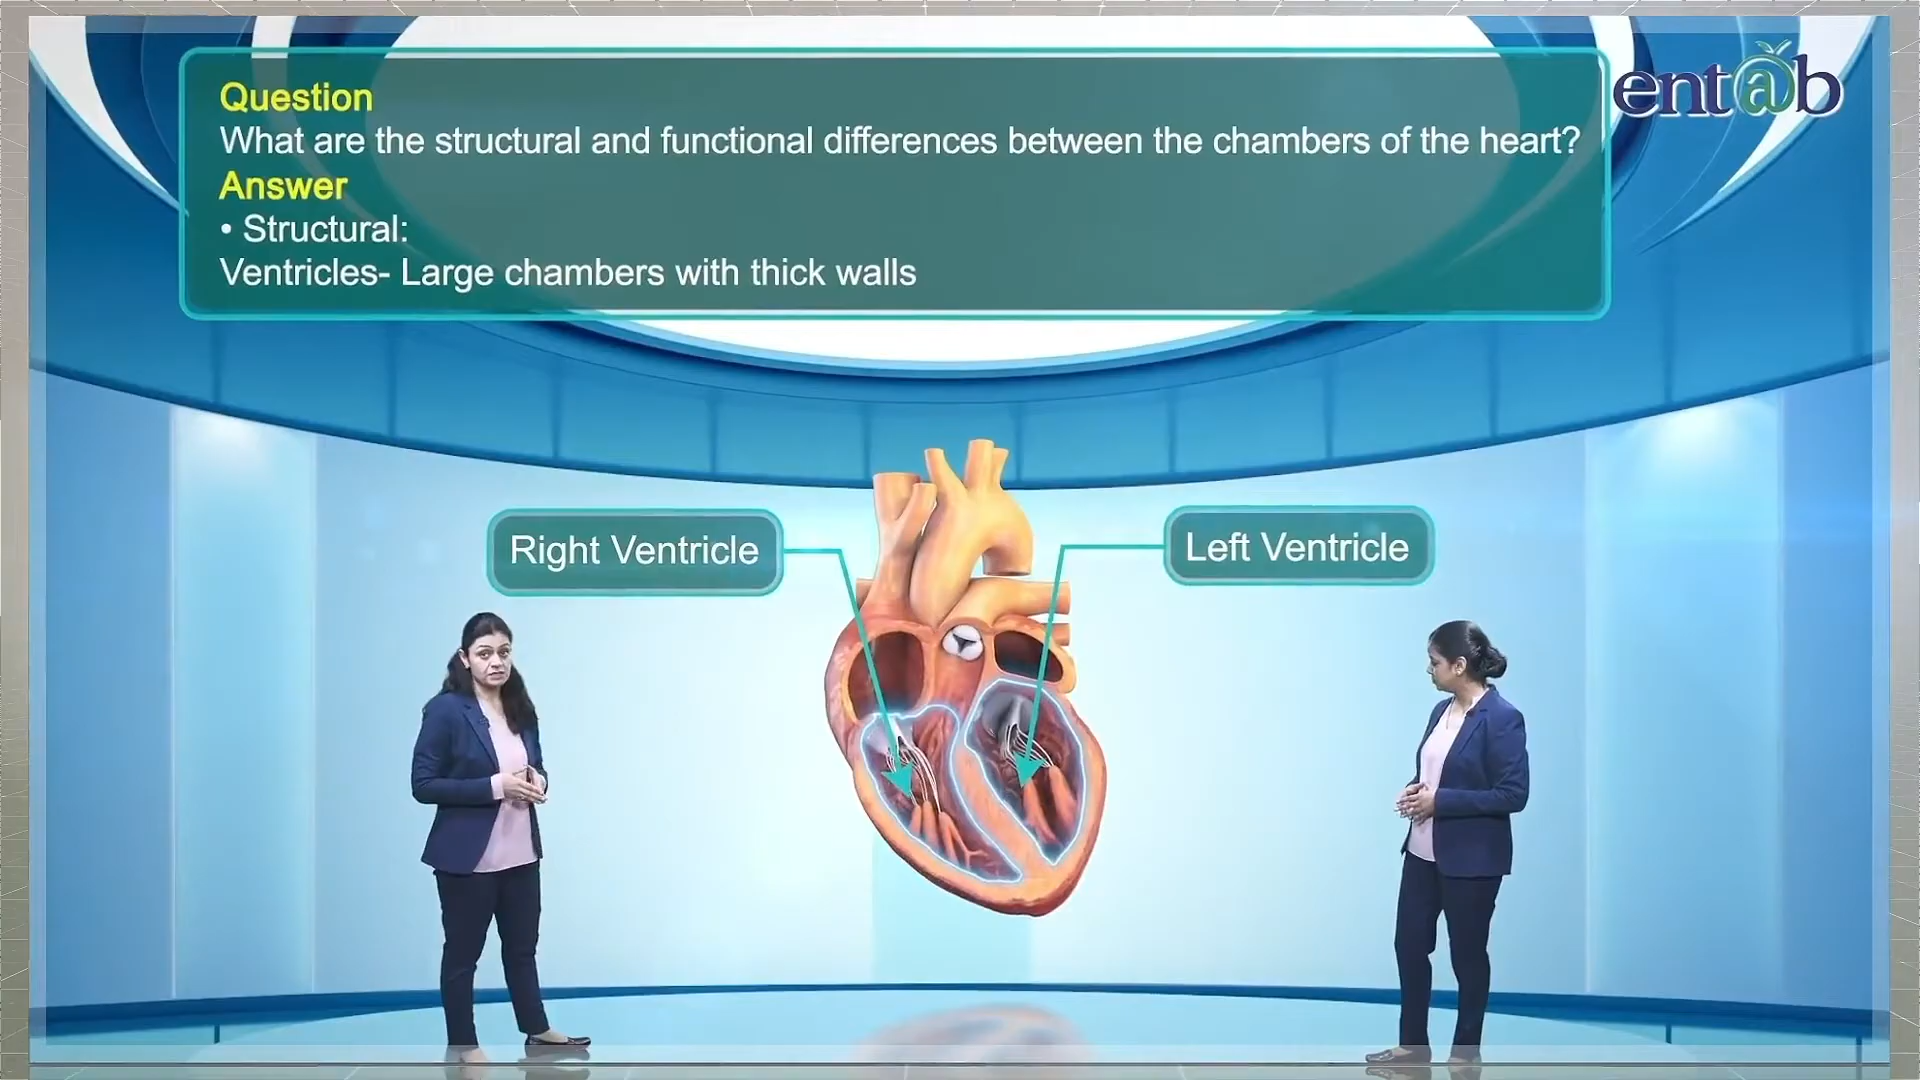 Question
What are the structural and functional differences between the chambers of the heart?
Answer
• Structural:
Ventricles- Large chambers with thick walls
entab
Right Ventricle
Left Ventricle